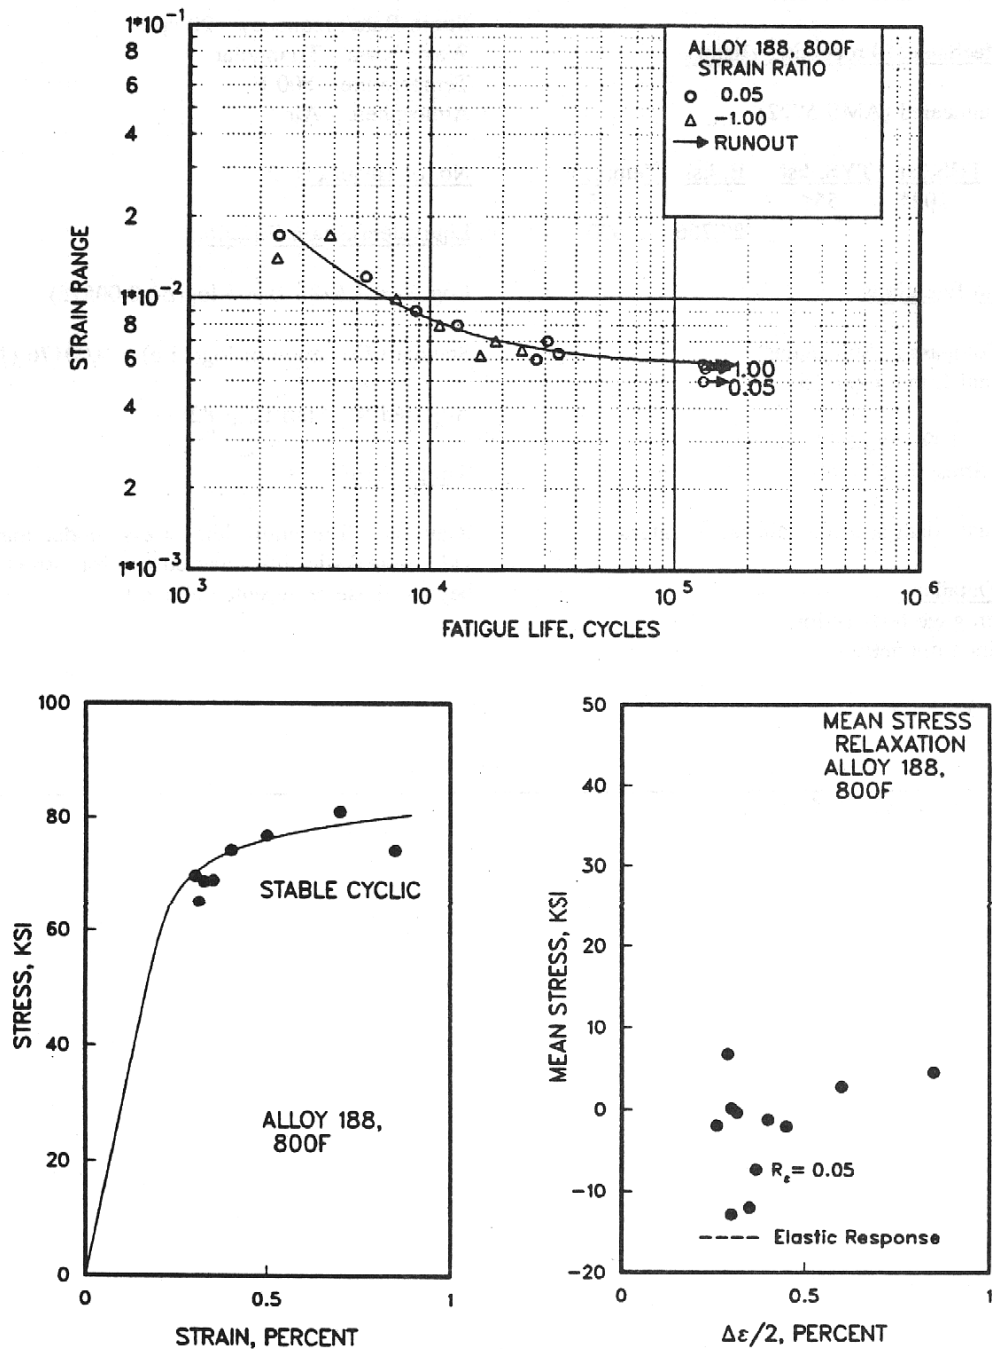 1*10^-1
8
6
4
2
1*10^-2
8
6
4
2
1*10^-3
STRAIN RANGE
ALLOY 188, 800F
STRAIN RATIO
0.05
-1.00
RUNOUT
1.00
0.05
10^3
10^4
10^5
10^6
FATIGUE LIFE, CYCLES
100
80
60
40
20
0
STRESS, KSI
STABLE CYCLIC
ALLOY 188,
800F
0
0.5
1
STRAIN, PERCENT
50
40
30
20
10
0
-10
-20
MEAN STRESS, KSI
MEAN STRESS
RELAXATION
ALLOY 188,
800F
R_ε = 0.05
Elastic Response
0
0.5
1
Δε/2, PERCENT